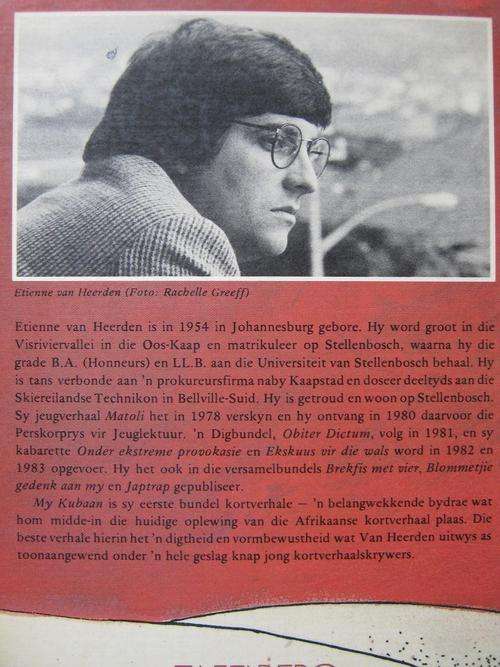 Etienne van Heerden (Foto: Rachelle Greeff)
Etienne van Heerden is in 1954 in Johannesburg gebore. Hy word groot in die
Visriviervallei in die Oos-Kaap en matrikuleer op Stellenbosch, waarna hy die
grade B.A. (Honneurs) en LL.B. aan die Universiteit van Stellenbosch behaal. Hy
is tans verbonde aan 'n prokureursfirma naby Kaapstad en doseer deeltyds aan die
Skiereilandse Technikon in Bellville-Suid. Hy is getroud en woon op Stellenbosch.
Sy jeugverhaal Matoli het in 1978 verskyn en hy ontvang in 1980 daarvoor die
Perskorprys vir Jeuglektuur. 'n Digbundel, Obiter Dictum, volg in 1981, en sy
kabarette Onder ekstreme provokasie en Ekskuus vir die wals word in 1982 en
1983 opgevoer. Hy het ook in die versamelbundels Brekfis met vier, Blommetjie
gedenk aan my en Japtrap gepubliseer.
My Kubaan is sy eerste bundel kortverhale — 'n belangwekkende bydrae wat
hom midde-in die huidige oplewing van die Afrikaanse kortverhaal plaas. Die
beste verhale hierin het 'n digtheid en vormbewustheid wat Van Heerden uitwys as
toonaangewend onder 'n hele geslag knap jong kortverhaalskrywers.